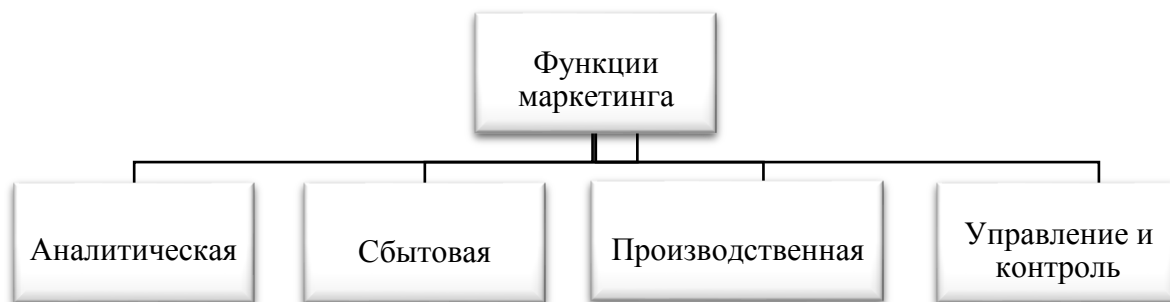 Функции
маркетинга
Аналитическая
Сбытовая
Производственная
Управление и
контроль